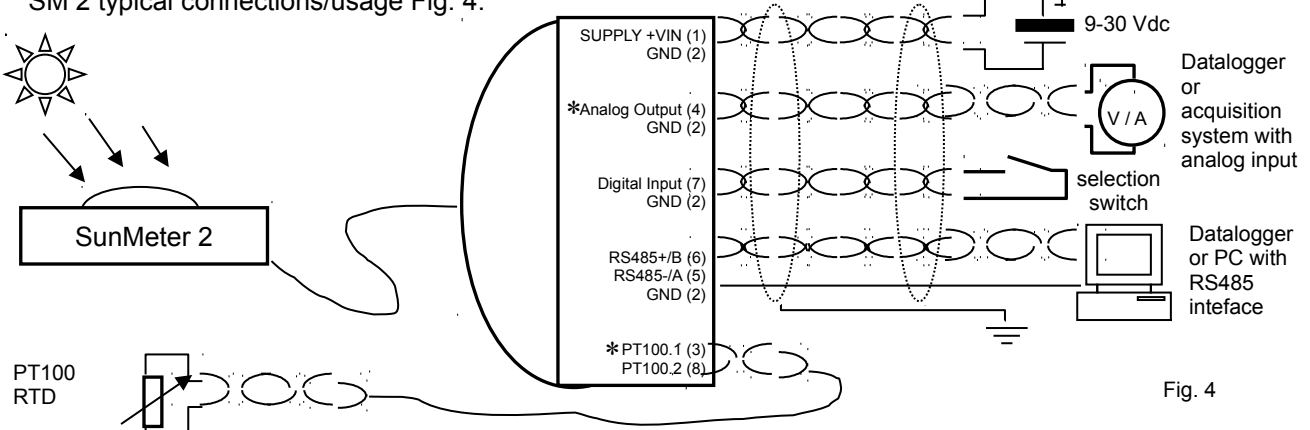 SM 2 typical connections/usage Fig. 4.
SUPPLY +VIN (1)
GND (2)
+
9-30 Vdc
*Analog Output (4)
GND (2)
V / A
Datalogger
or
acquisition
system with
analog input
Digital Input (7)
GND (2)
selection
switch
SunMeter 2
RS485+/B (6)
RS485-/A (5)
GND (2)
Datalogger
or PC with
RS485
inteface
*PT100.1 (3)
PT100.2 (8)
PT100
RTD
Fig. 4